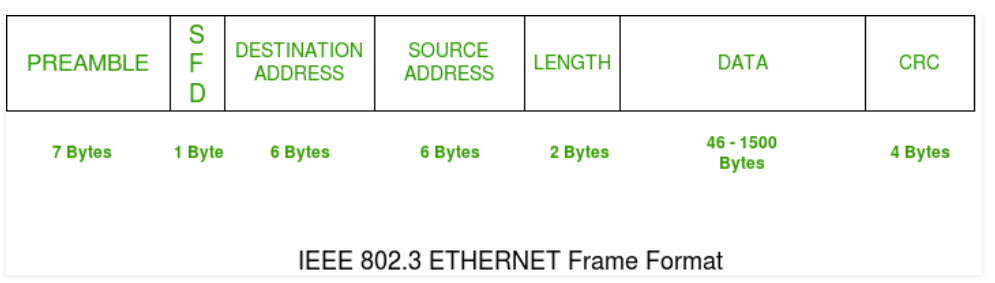 PREAMBLE
S
F
D
DESTINATION
ADDRESS
SOURCE
ADDRESS
LENGTH
DATA
CRC
7 Bytes
1 Byte
6 Bytes
6 Bytes
2 Bytes
46 - 1500
Bytes
4 Bytes
IEEE 802.3 ETHERNET Frame Format